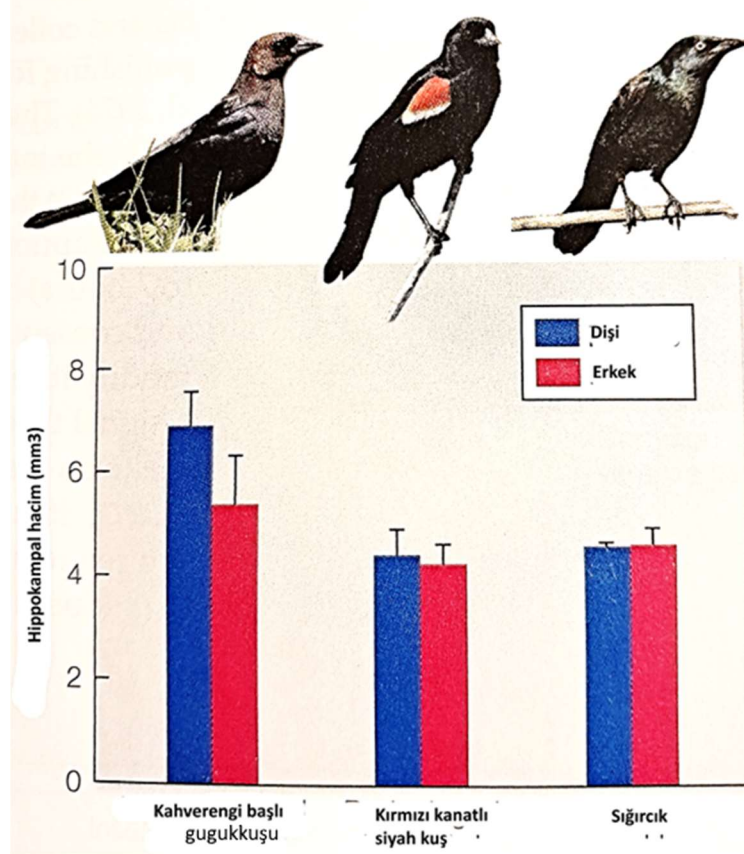 10
8
6
4
2
0
Hippokampal hacim (mm3)
Dişi
Erkek
Kahverengi başlı
gugukkuşu
Kırmızı kanatlı
siyah kuş
Sığırcık